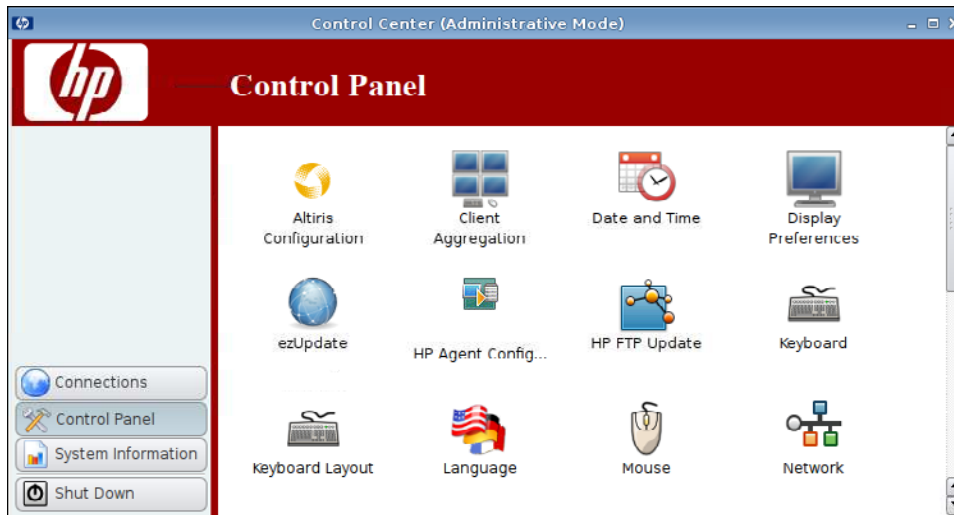 hp
Control Center (Administrative Mode)
hp
Control Panel
Altiris
Configuration
Client
Aggregation
Date and Time
Display
Preferences
ezUpdate
HP Agent Config...
HP FTP Update
Keyboard
Keyboard Layout
Language
Mouse
Network
Connections
Control Panel
System Information
Shut Down